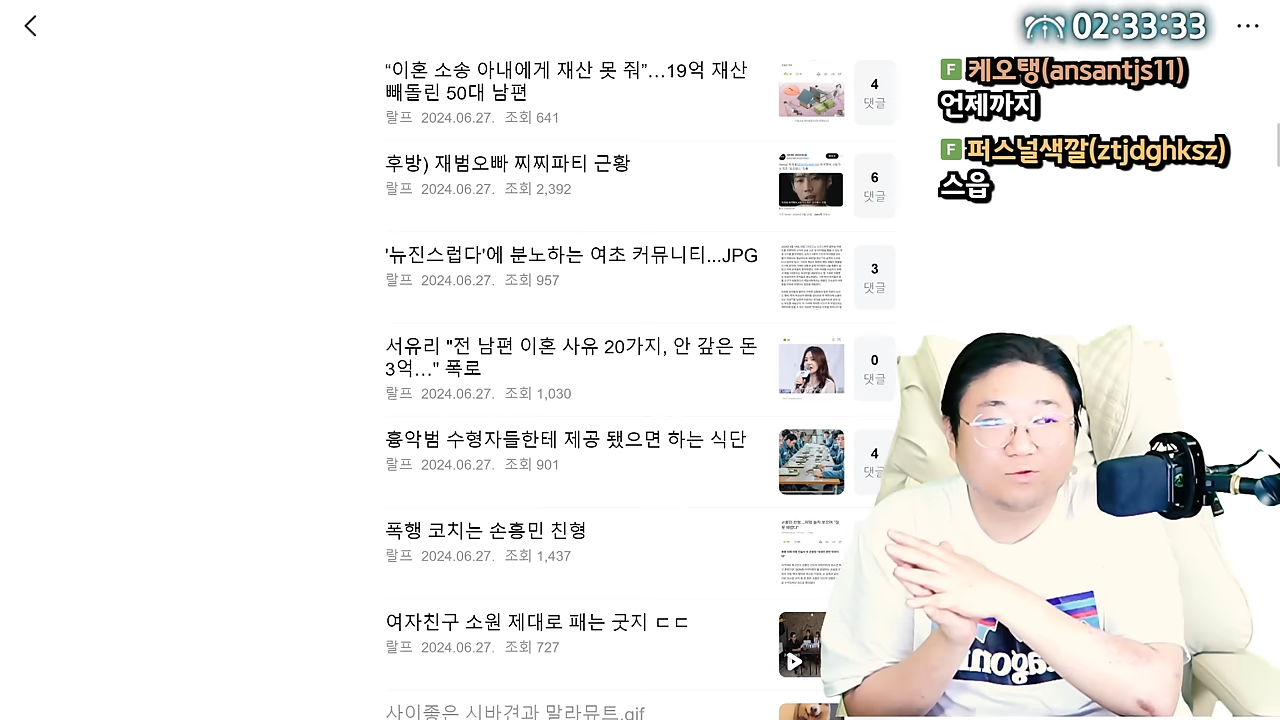 02:33:33
“이혼 소송 아내에게 재산 못 줘”…19억 재산
빼돌린 50대 남편
랄프 2024.06.27. 조회 841
4
댓글
후방) 재범오빠 찌찌파티 근황
랄프 2024.06.27. 조회 2,392
6
댓글
'뉴진스럽다'에 분노하는 여초 커뮤니티...JPG
랄프 2024.06.27. 조회
3
댓글
서유리 "전 남편 이혼 사유 20가지, 안 갚은 돈
3억…" 폭로
랄프 2024.06.27. 조회 1,030
0
댓글
흉악범 수형자들한테 제공 됐으면 하는 식단
랄프 2024.06.27. 조회 901
4
댓글
폭행 코치는 손흥민 친형
랄프 2024.06.27. 조회
여자친구 소원 제대로 패는 굿지 ㄷㄷ
랄프 2024.06.27. 조회 727
사이좋은 시바견과 말라뮤트.gif
F 케오탱(ansantjs11)
언제까지
F 퍼스널색깔(ztjdghksz)
스읍